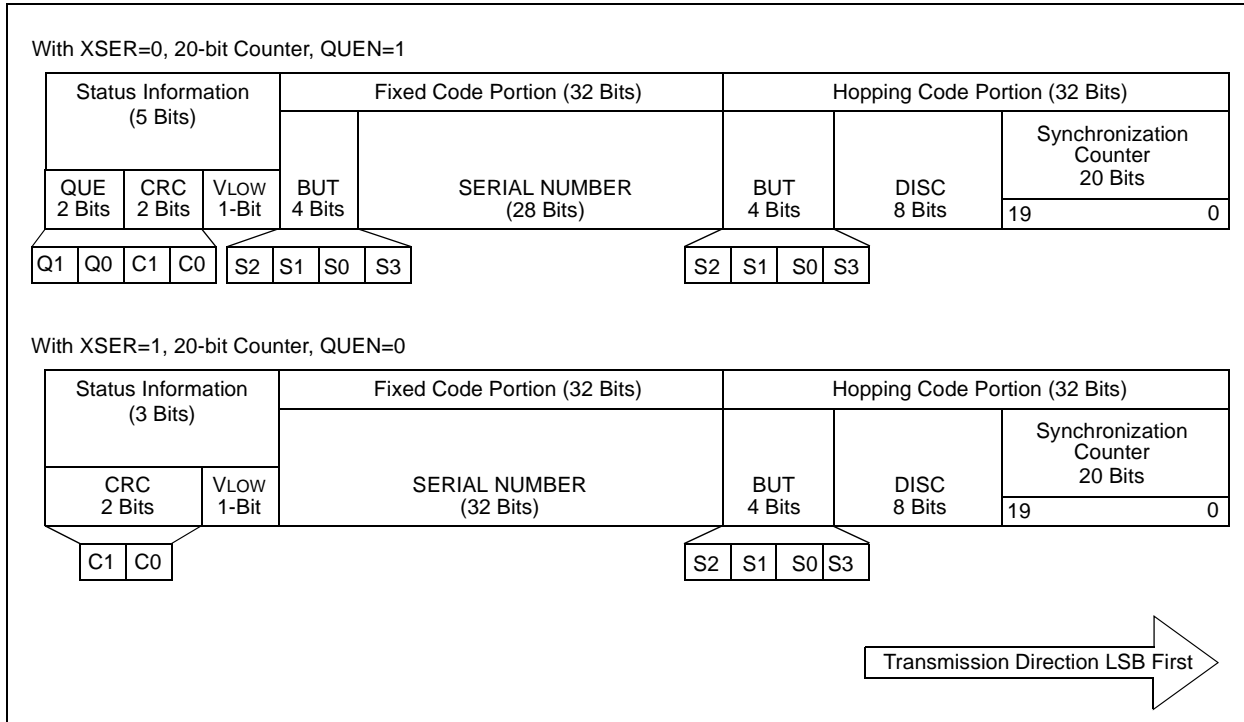 With XSER=0, 20-bit Counter, QUEN=1
Status Information
(5 Bits)
Fixed Code Portion (32 Bits)
Hopping Code Portion (32 Bits)
QUE
2 Bits
CRC
2 Bits
VLOW
1-Bit
BUT
4 Bits
SERIAL NUMBER
(28 Bits)
BUT
4 Bits
DISC
8 Bits
Synchronization
Counter
20 Bits
19 0
Q1 Q0 C1 C0
S2 S1 S0 S3
S2 S1 S0 S3
With XSER=1, 20-bit Counter, QUEN=0
Status Information
(3 Bits)
Fixed Code Portion (32 Bits)
Hopping Code Portion (32 Bits)
CRC
2 Bits
VLOW
1-Bit
SERIAL NUMBER
(32 Bits)
BUT
4 Bits
DISC
8 Bits
Synchronization
Counter
20 Bits
19 0
C1 C0
S2 S1 S0 S3
Transmission Direction LSB First